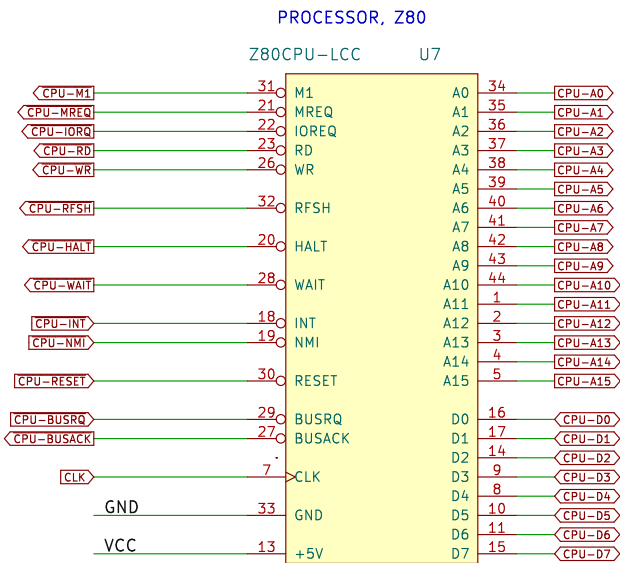 PROCESSOR, Z80
Z80CPU-LCC U7
CPU-M1 31 M1 A0 34 CPU-A0
CPU-MREQ 21 MREQ A1 35 CPU-A1
CPU-IORQ 22 IOREQ A2 36 CPU-A2
CPU-RD 23 RD A3 37 CPU-A3
CPU-WR 26 WR A4 38 CPU-A4
A5 39 CPU-A5
CPU-RFSH 32 RFSH A6 40 CPU-A6
A7 41 CPU-A7
CPU-HALT 20 HALT A8 42 CPU-A8
A9 43 CPU-A9
CPU-WAIT 28 WAIT A10 44 CPU-A10
A11 1 CPU-A11
CPU-INT 18 INT A12 2 CPU-A12
CPU-NMI 19 NMI A13 3 CPU-A13
A14 4 CPU-A14
CPU-RESET 30 RESET A15 5 CPU-A15
CPU-BUSRQ 29 BUSRQ D0 16 CPU-D0
CPU-BUSACK 27 BUSACK D1 17 CPU-D1
D2 14 CPU-D2
CLK 7 CLK D3 9 CPU-D3
D4 8 CPU-D4
GND 33 GND D5 10 CPU-D5
D6 11 CPU-D6
VCC 13 +5V D7 15 CPU-D7